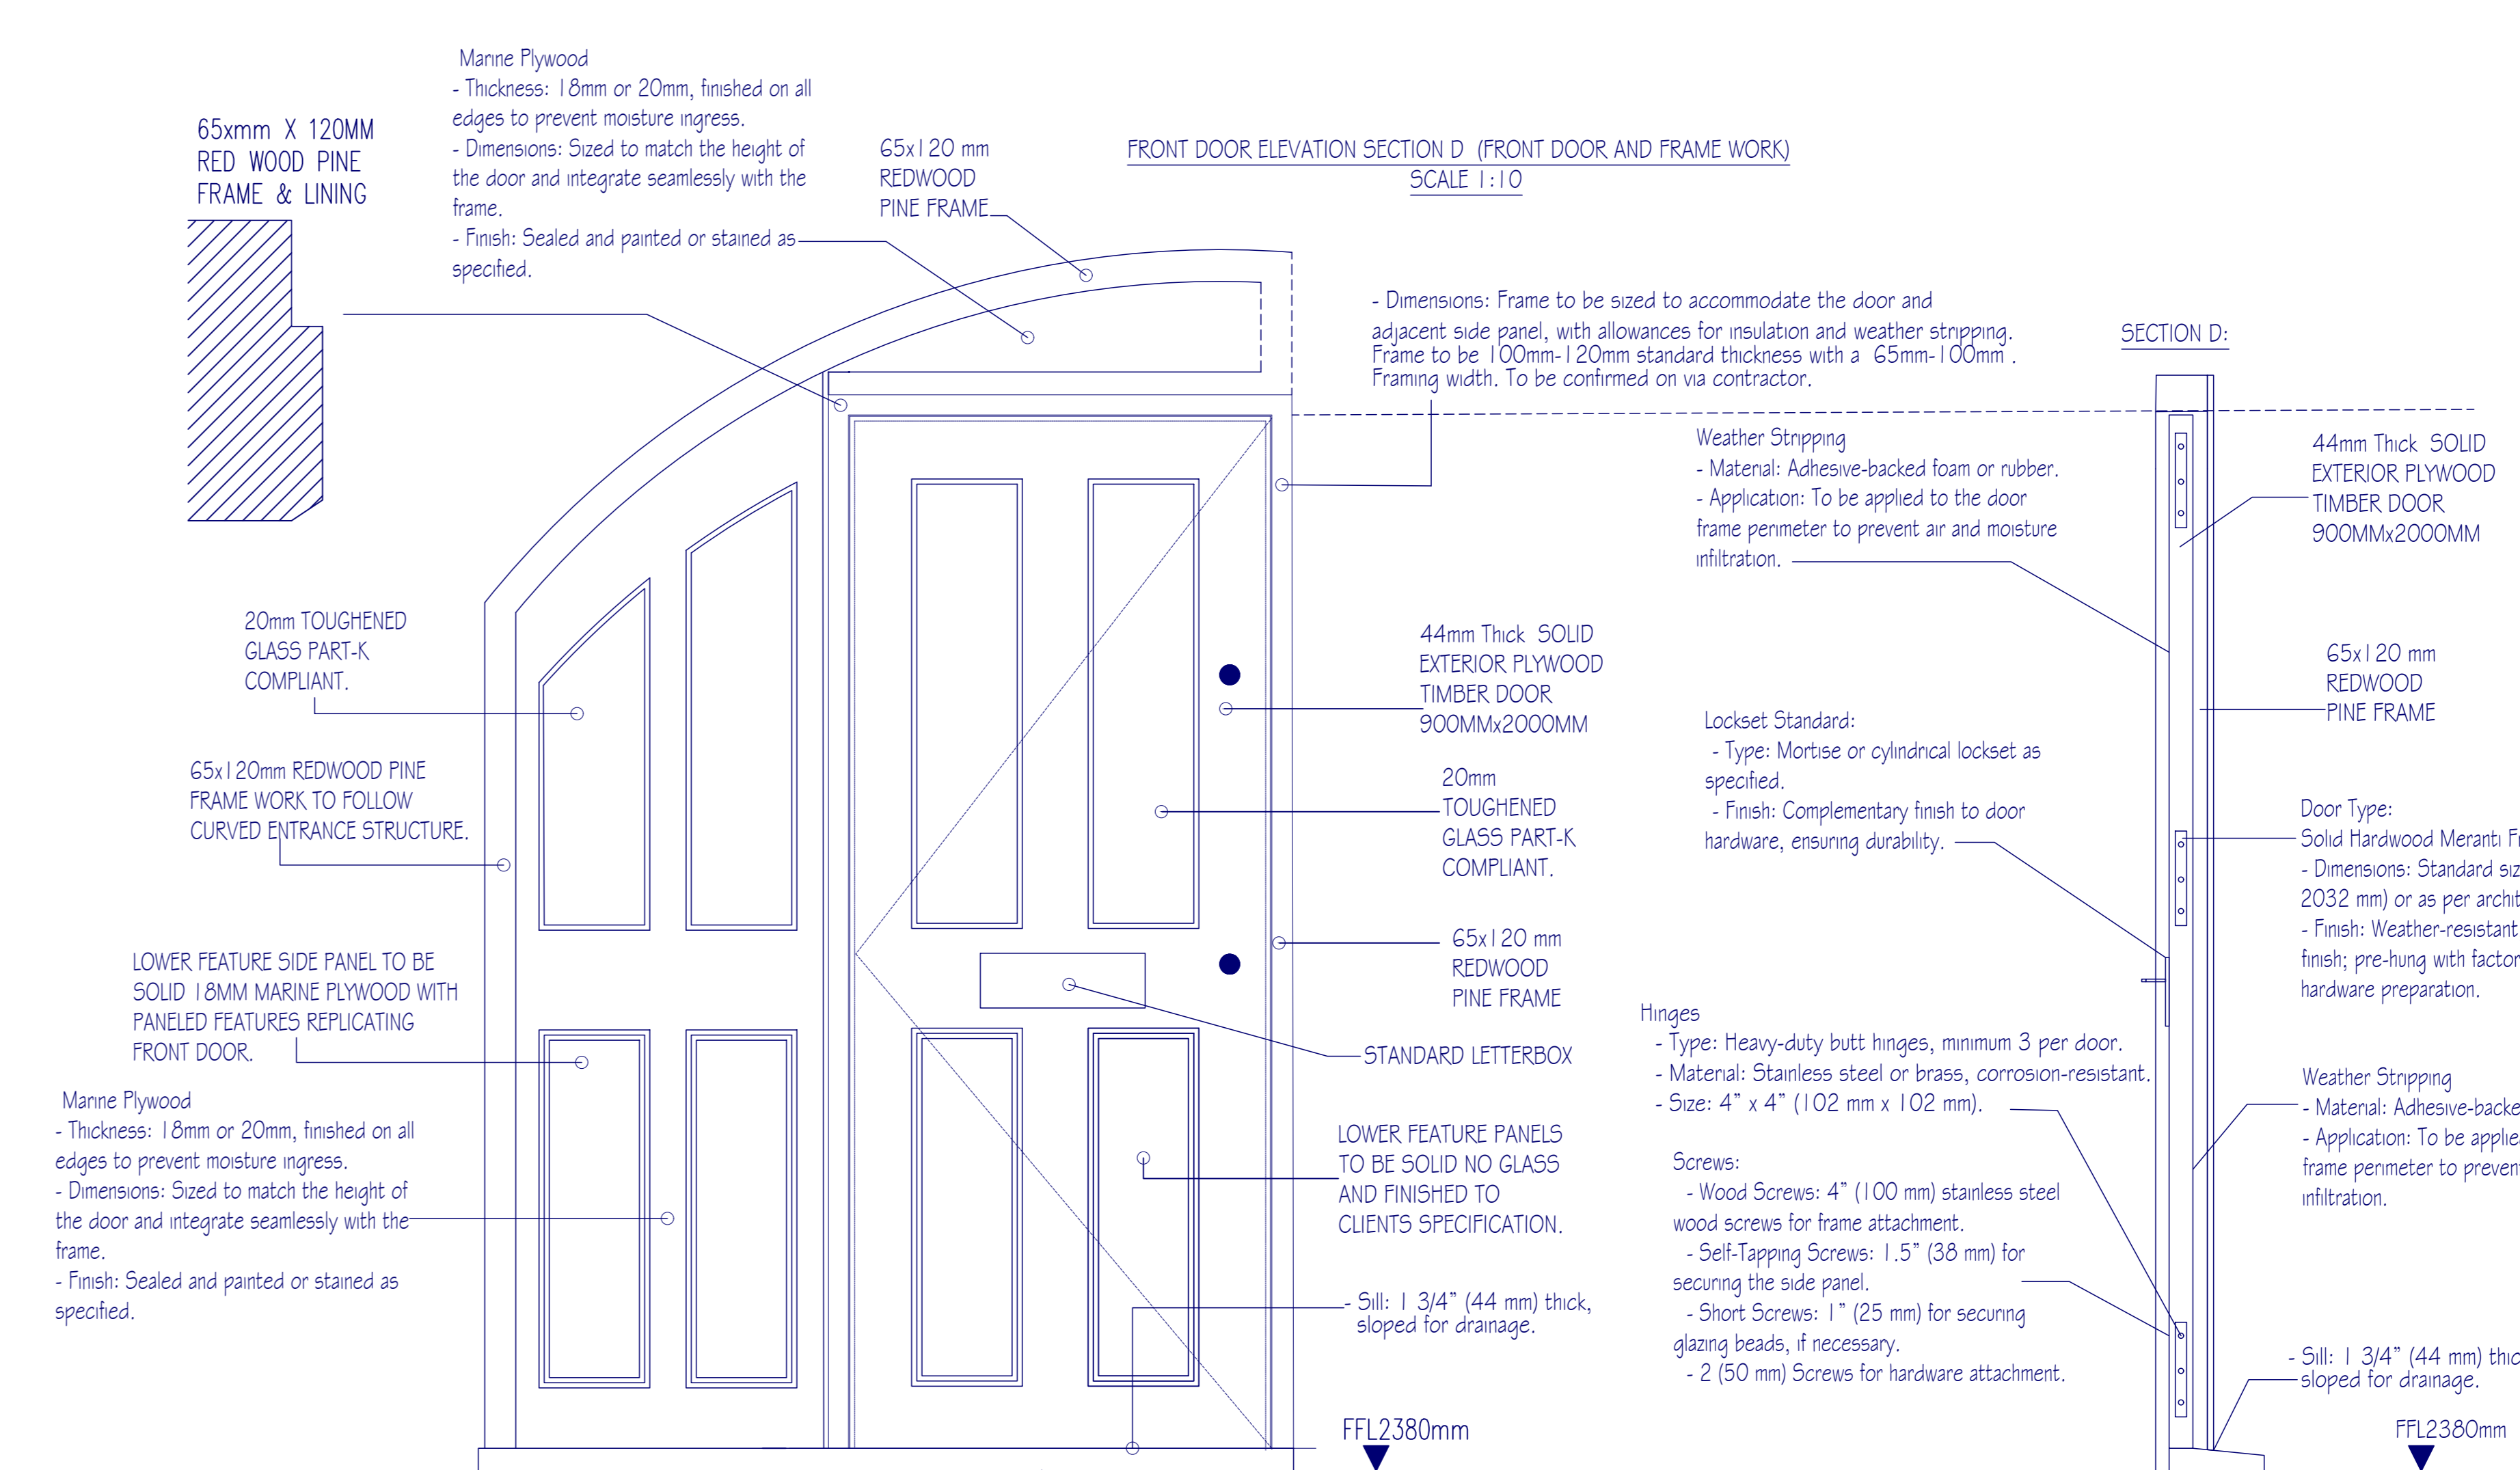 Marine Plywood
- Thickness: 18mm or 20mm, finished on all
edges to prevent moisture ingress.
- Dimensions: Sized to match the height of
the door and integrate seamlessly with the
frame.
- Finish: Sealed and painted or stained as
specified.
65xmm X 120MM
RED WOOD PINE
FRAME & LINING
65x120 mm
REDWOOD
PINE FRAME
FRONT DOOR ELEVATION SECTION D (FRONT DOOR AND FRAME WORK)
SCALE 1:10
- Dimensions: Frame to be sized to accommodate the door and
adjacent side panel, with allowances for insulation and weather stripping.
Frame to be 100mm-120mm standard thickness with a 65mm-100mm .
Framing width. To be confirmed on via contractor.
SECTION D:
Weather Stripping
- Material: Adhesive-backed foam or rubber.
- Application: To be applied to the door
frame perimeter to prevent air and moisture
infiltration.
44mm Thick SOLID
EXTERIOR PLYWOOD
TIMBER DOOR
900MMx2000MM
20mm TOUGHENED
GLASS PART-K
COMPLIANT.
44mm Thick SOLID
EXTERIOR PLYWOOD
TIMBER DOOR
900MMx2000MM
65x120 mm
REDWOOD
PINE FRAME
Lockset Standard:
- Type: Mortise or cylindrical lockset as
specified.
- Finish: Complementary finish to door
hardware, ensuring durability.
65x120mm REDWOOD PINE
FRAME WORK TO FOLLOW
CURVED ENTRANCE STRUCTURE.
20mm
TOUGHENED
GLASS PART-K
COMPLIANT.
Door Type:
Solid Hardwood Meranti
- Dimensions: Standard
2032 mm) or as per
- Finish: Weather-resistant
finish; pre-hung with
hardware preparation.
65x120 mm
REDWOOD
PINE FRAME
LOWER FEATURE SIDE PANEL TO BE
SOLID 18MM MARINE PLYWOOD WITH
PANELED FEATURES REPLICATING
FRONT DOOR.
STANDARD LETTERBOX
Hinges
- Type: Heavy-duty butt hinges, minimum 3 per door.
- Material: Stainless steel or brass, corrosion-resistant.
- Size: 4" x 4" (102 mm x 102 mm).
Marine Plywood
- Thickness: 18mm or 20mm, finished on all
edges to prevent moisture ingress.
- Dimensions: Sized to match the height of
the door and integrate seamlessly with the
frame.
- Finish: Sealed and painted or stained as
specified.
LOWER FEATURE PANELS
TO BE SOLID NO GLASS
AND FINISHED TO
CLIENTS SPECIFICATION.
Screws:
- Wood Screws: 4" (100 mm) stainless steel
wood screws for frame attachment.
- Self-Tapping Screws: 1.5" (38 mm) for
securing the side panel.
- Short Screws: 1" (25 mm) for securing
glazing beads, if necessary.
- 2 (50 mm) Screws for hardware attachment.
Weather Stripping
- Material:
- Application: To be
frame perimeter to
infiltration.
- Sill: 1 3/4" (44 mm) thick,
sloped for drainage.
- Sill: 1 3/4" (44 mm)
sloped for drainage.
FFL2380mm
FFL2380mm